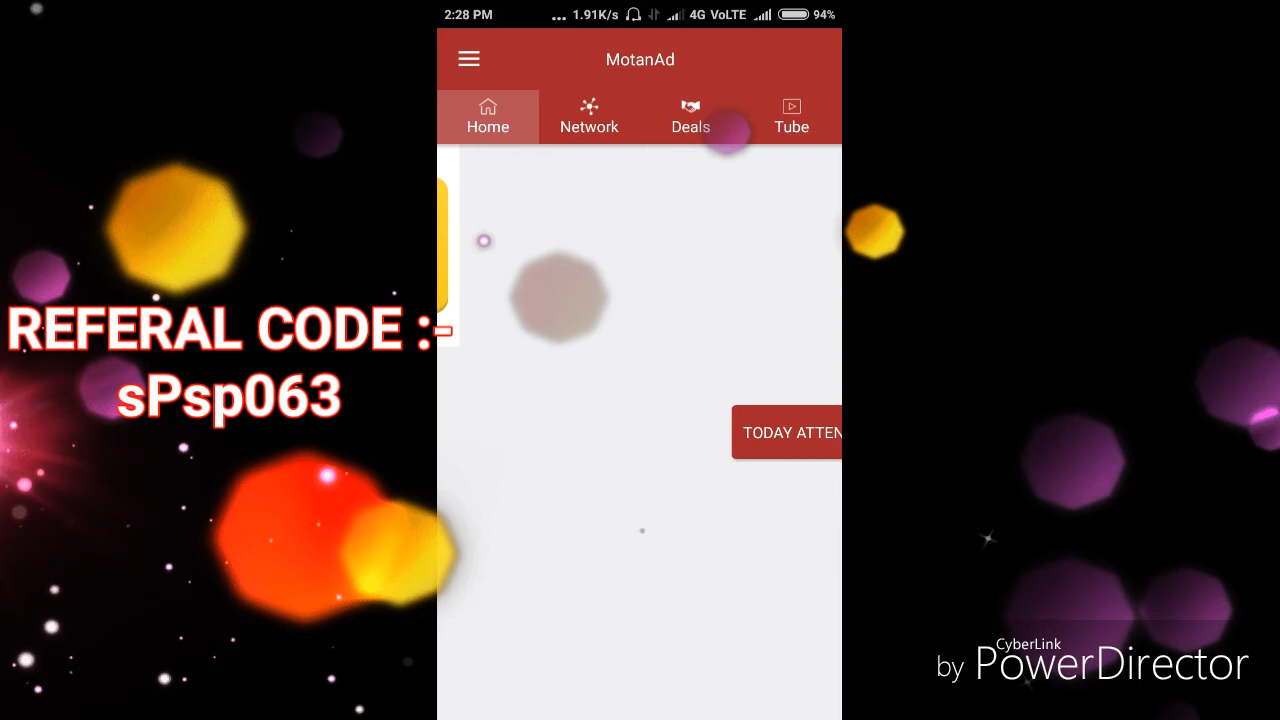 2:28 PM
... 1.91K/s 4G VoLTE 94%
MotanAd
Home
Network
Deals
Tube
REFERAL CODE :-
sPsp063
TODAY ATTEN
CyberLink
by PowerDirector